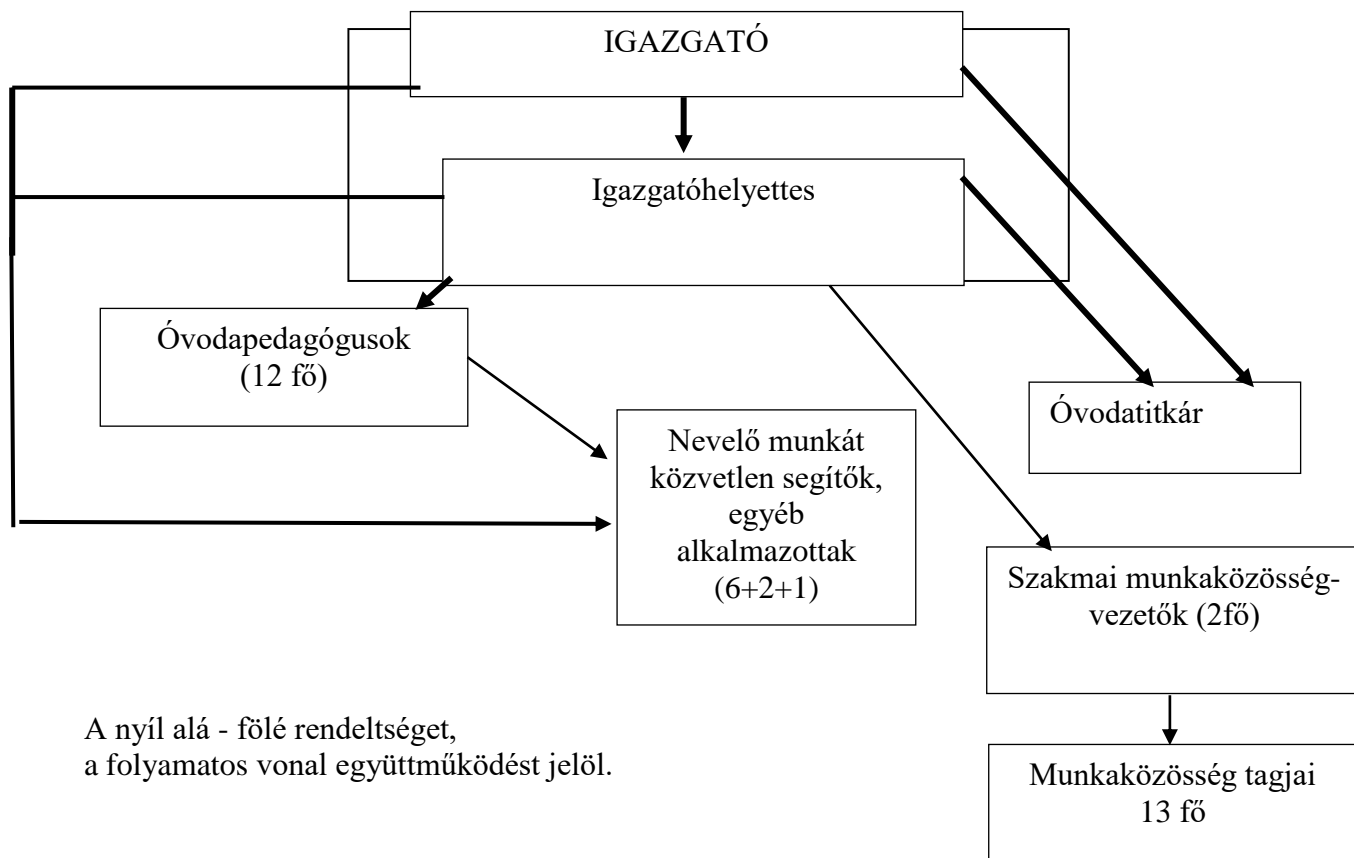 IGAZGATÓ
Igazgatóhelyettes
Óvodapedagógusok
(12 fő)
Óvodatitkár
Nevelő munkát
közvetlen segítők,
egyéb
alkalmazottak
(6+2+1)
Szakmai munkaközösség-
vezetők (2fő)
A nyíl alá - fölé rendeltséget,
a folyamatos vonal együttműködést jelöl.
Munkaközösség tagjai
13 fő